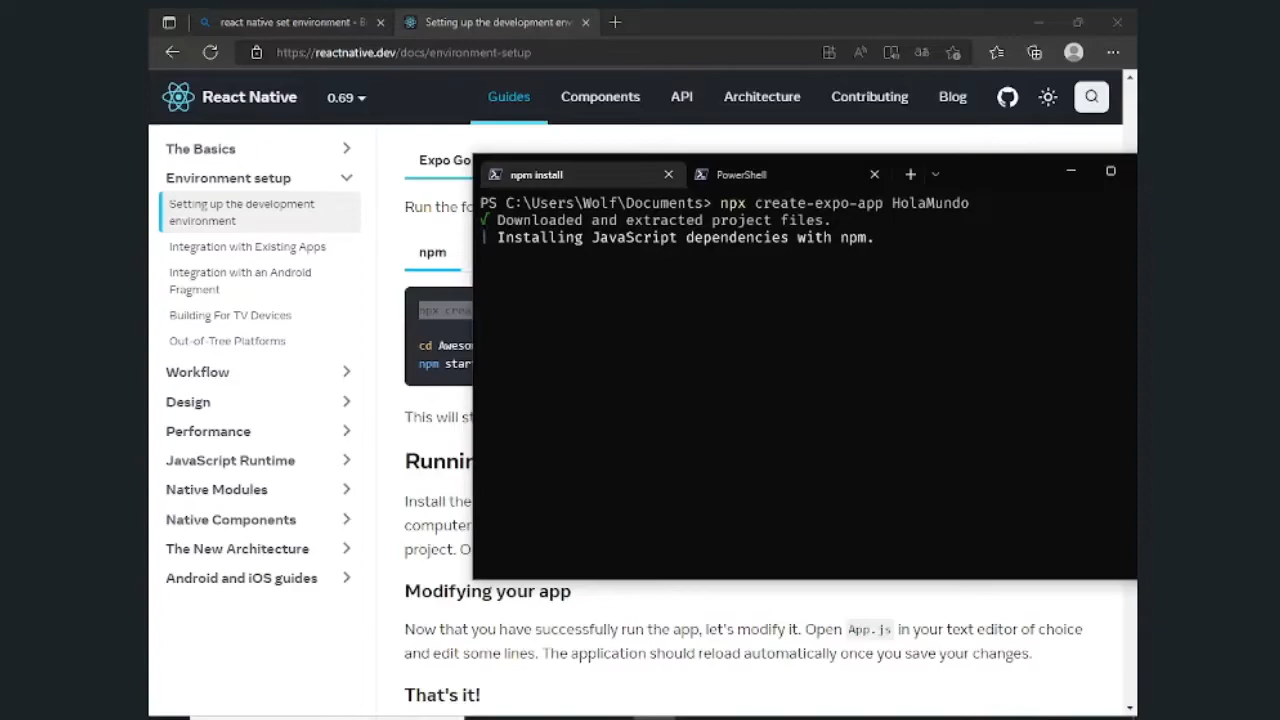 react native set environment - B
Setting up the development env
https://reactnative.dev/docs/environment-setup
React Native
0.69
Guides
Components
API
Architecture
Contributing
Blog
The Basics
Environment setup
Setting up the development
environment
Integration with Existing Apps
Integration with an Android
Fragment
Building For TV Devices
Out-of-Tree Platforms
Workflow
Design
Performance
JavaScript Runtime
Native Modules
Native Components
The New Architecture
Android and iOS guides
Expo Go
Run the fo
npm
npx crea
cd Aweso
npm star
This will st
Runnin
Install the
computer
project. O
Modifying your app
Now that you have successfully run the app, let's modify it. Open App.js in your text editor of choice
and edit some lines. The application should reload automatically once you save your changes.
That's it!
npm install
PowerShell
PS C:\Users\Wolf\Documents> npx create-expo-app HolaMundo
√ Downloaded and extracted project files.
| Installing JavaScript dependencies with npm.